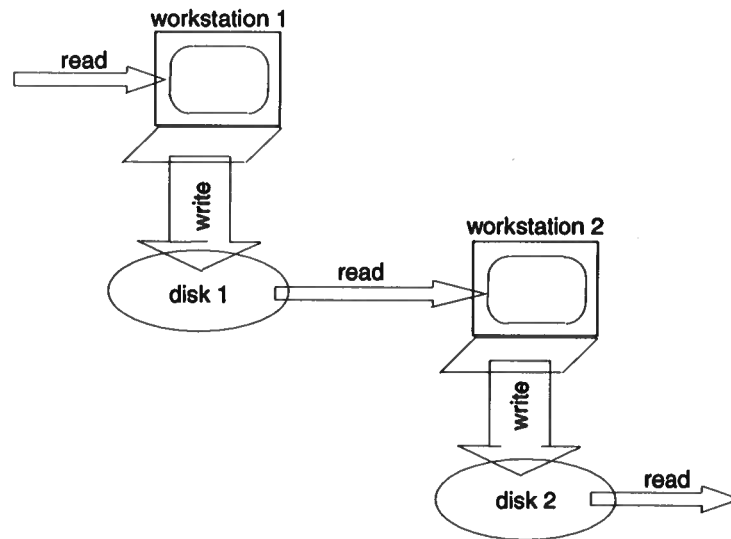 workstation 1
read
write
workstation 2
disk 1
read
write
disk 2
read